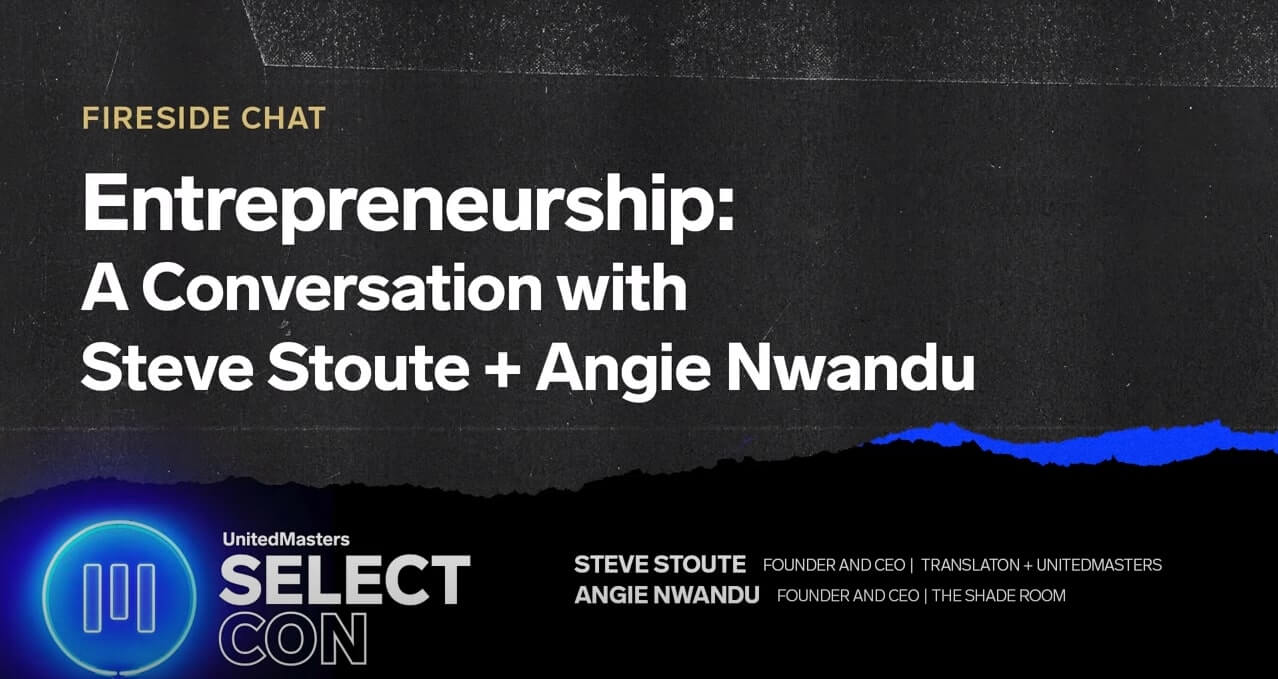 FIRESIDE CHAT
Entrepreneurship:
A Conversation with
Steve Stoute + Angie Nwandu
UnitedMasters
SELECT
CON
STEVE STOUTE FOUNDER AND CEO | TRANSLATON + UNITEDMASTERS
ANGIE NWANDU FOUNDER AND CEO | THE SHADE ROOM